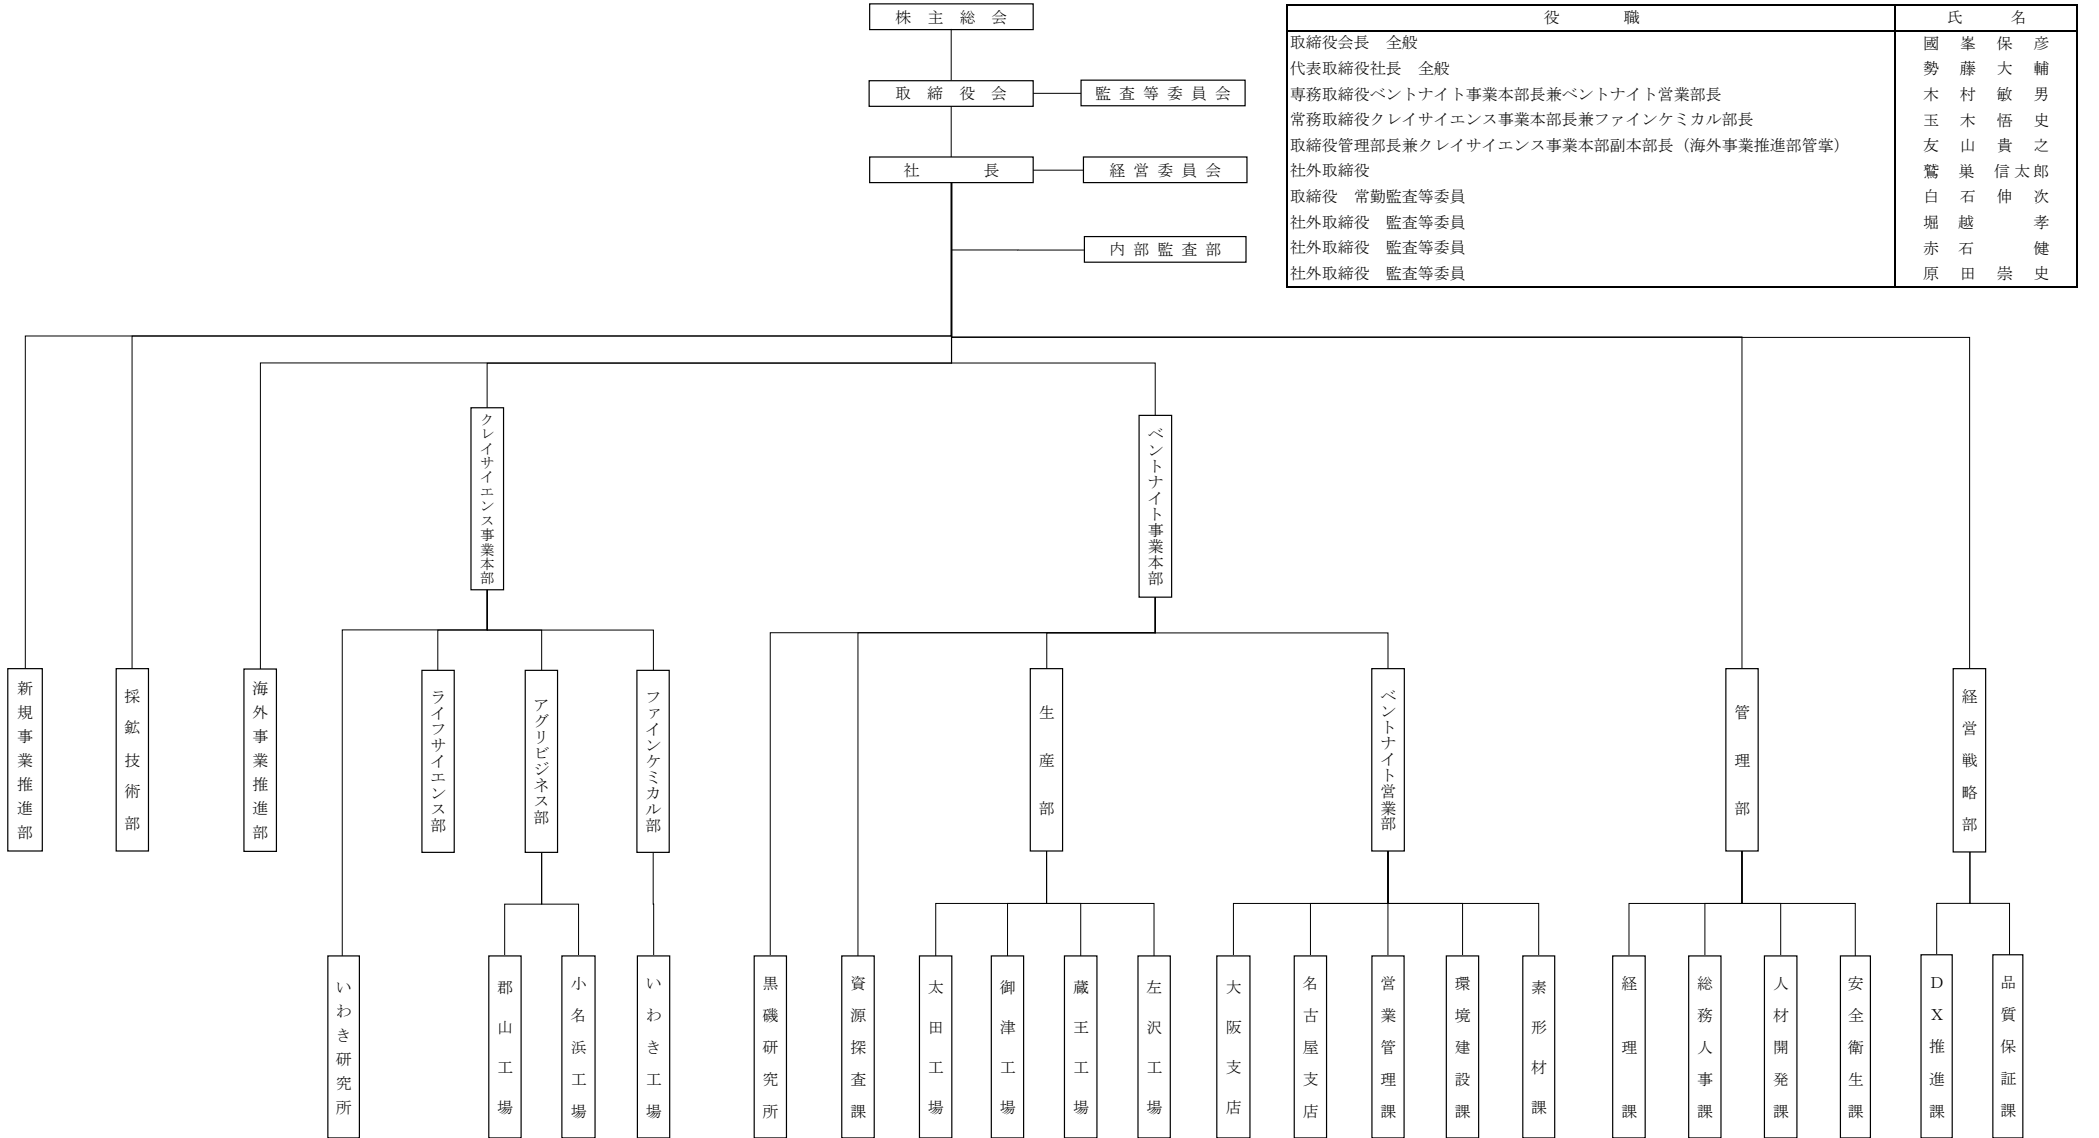 株主総会
取締役会
監査等委員会
社長
経営委員会
内部監査部
役職 氏名
取締役会長 全般 國峯保彦
代表取締役社長 全般 勢藤大輔
専務取締役ベントナイト事業本部長兼ベントナイト営業部長 木村敏男
常務取締役クレイサイエンス事業本部長兼ファインケミカル部長 玉木悟史
取締役管理部長兼クレイサイエンス事業本部副本部長（海外事業推進部管掌） 友山貴之
社外取締役 鷲巣信太郎
取締役 常勤監査等委員 白石伸次
社外取締役 監査等委員 堀越孝
社外取締役 監査等委員 赤石健
社外取締役 監査等委員 原田崇史
クレイサイエンス事業本部
ベントナイト事業本部
新規事業推進部
採鉱技術部
海外事業推進部
ライフサイエンス部
アグリビジネス部
ファインケミカル部
生産部
ベントナイト営業部
管理部
経営戦略部
いわき研究所
郡山工場
小名浜工場
いわき工場
黒磯研究所
資源探査課
太田工場
御津工場
蔵王工場
左沢工場
大阪支店
名古屋支店
営業管理課
環境建設課
素形材課
経理課
総務人事課
人材開発課
安全衛生課
DX推進課
品質保証課